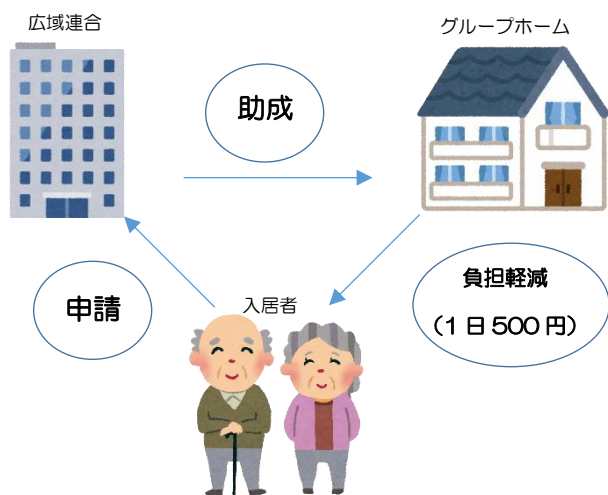 広域連合
グループホーム
助成
申請
入居者
負担軽減
（1日500円）